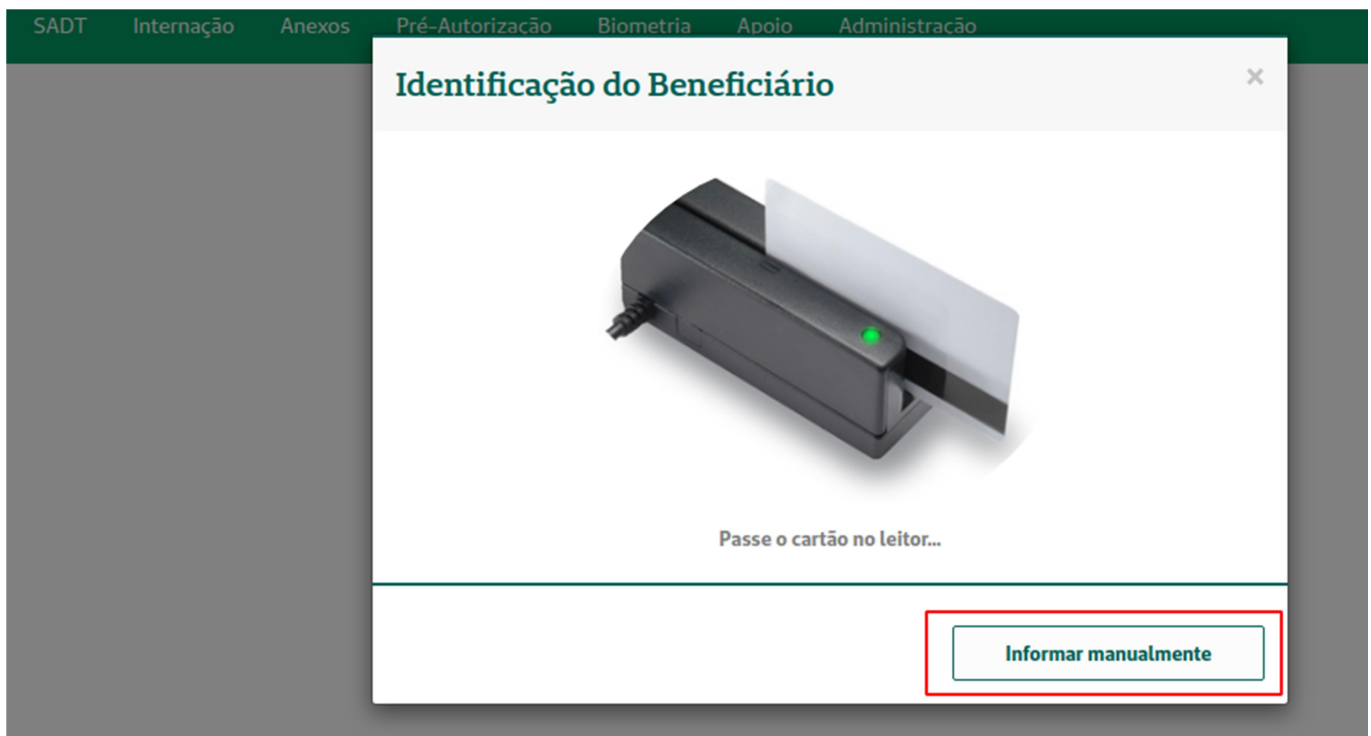 SADT Internação Anexos Pré-Autorização Biometria Apoio Administração
Identificação do Beneficiário ×
Passe o cartão no leitor...
Informar manualmente